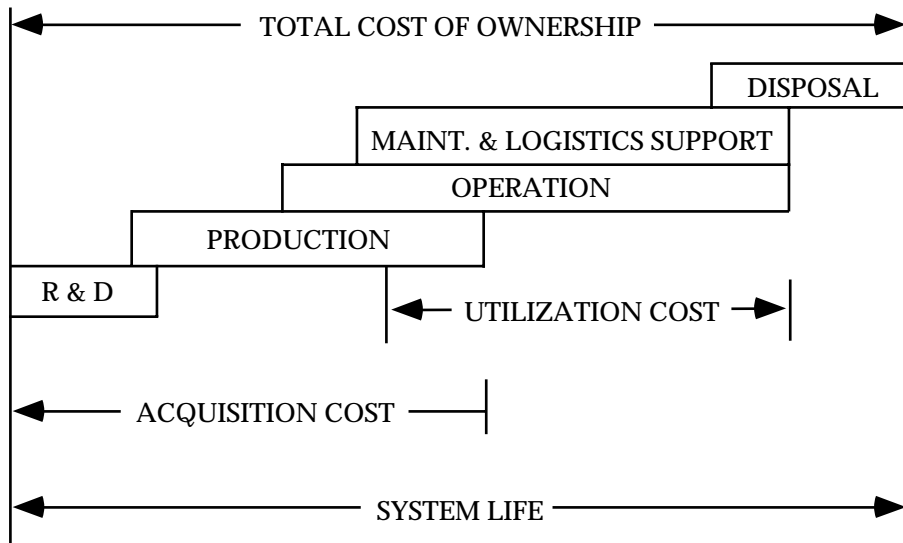 TOTAL COST OF OWNERSHIP
DISPOSAL
MAINT. & LOGISTICS SUPPORT
OPERATION
PRODUCTION
R & D
UTILIZATION COST
ACQUISITION COST
SYSTEM LIFE